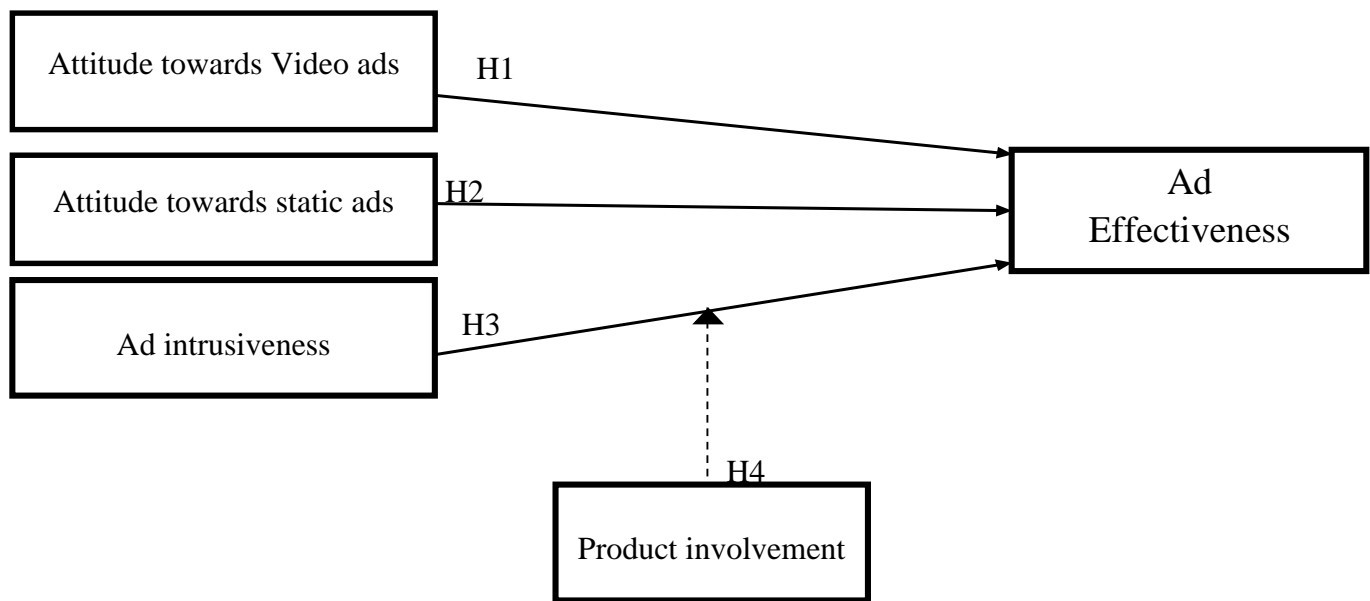 Attitude towards Video ads
H1
Attitude towards static ads
H2
Ad
Effectiveness
Ad intrusiveness
H3
H4
Product involvement